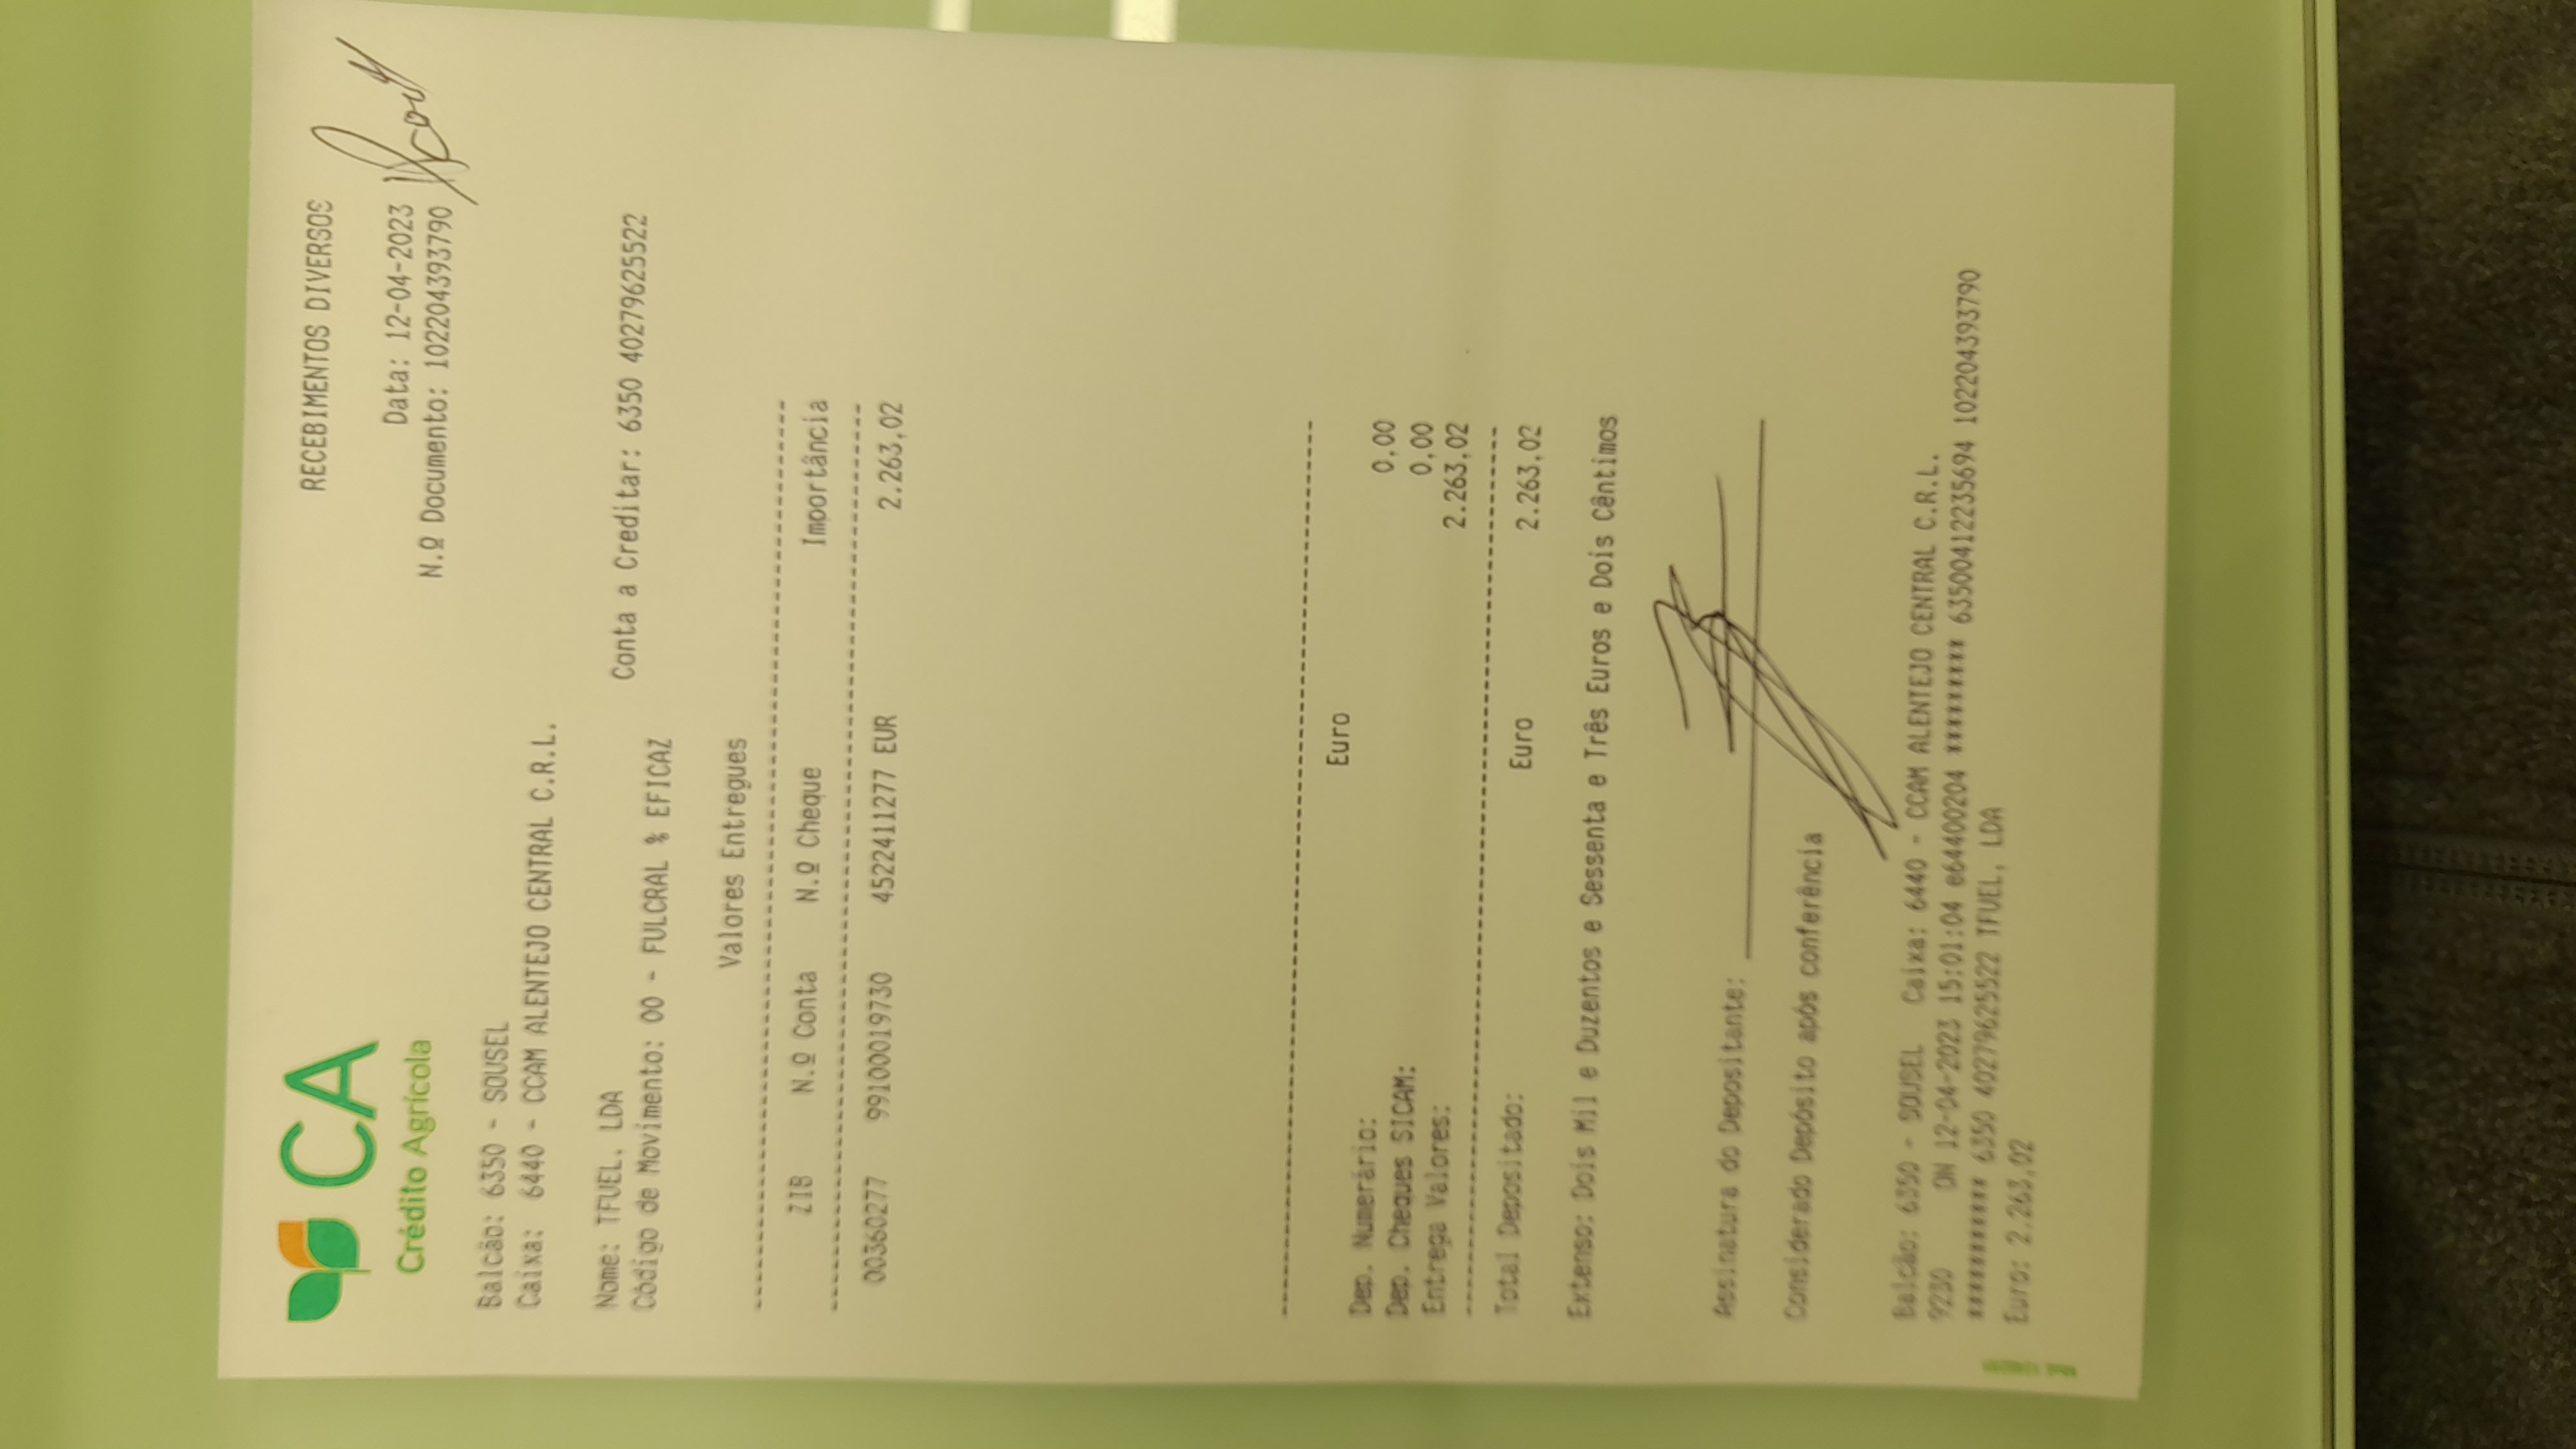 CA
Crédito Agrícola
RECEBIMENTOS DIVERSOS
Data: 12-04-2023
N.º Documento: 10220439379​0
Balcão: 6350 - SOUSEL
Caixa: 6440 - CCAM ALENTEJO CENTRAL C.R.L.
Nome: TFUEL, LDA
Conta a Creditar: 6350 40279625522
Código de Movimento: 00 - FULCRAL % EFICAZ
Valores Entregues
ZIB N.º Conta N.º Cheque Importância
00360277 99100019730 4522411277 EUR 2.263,02
Euro
Dep. Numerário: 0,00
Dep. Cheques SICAM: 0,00
Entrega Valores: 2.263,02
Total Depositado: Euro 2.263,02
Extenso: Dois Mil e Duzentos e Sessenta e Três Euros e Dois Cêntimos
Assinatura do Depositante:
Considerado Depósito após conferência
Balcão: 6350 - SOUSEL Caixa: 6440 - CCAM ALENTEJO CENTRAL C.R.L.
9230 ON 12-04-2023 15:01:04 e64400204 ******** 635004122235694 102204393790
*********** 6350 40279625522 TFUEL, LDA
Euro: 2.263,02